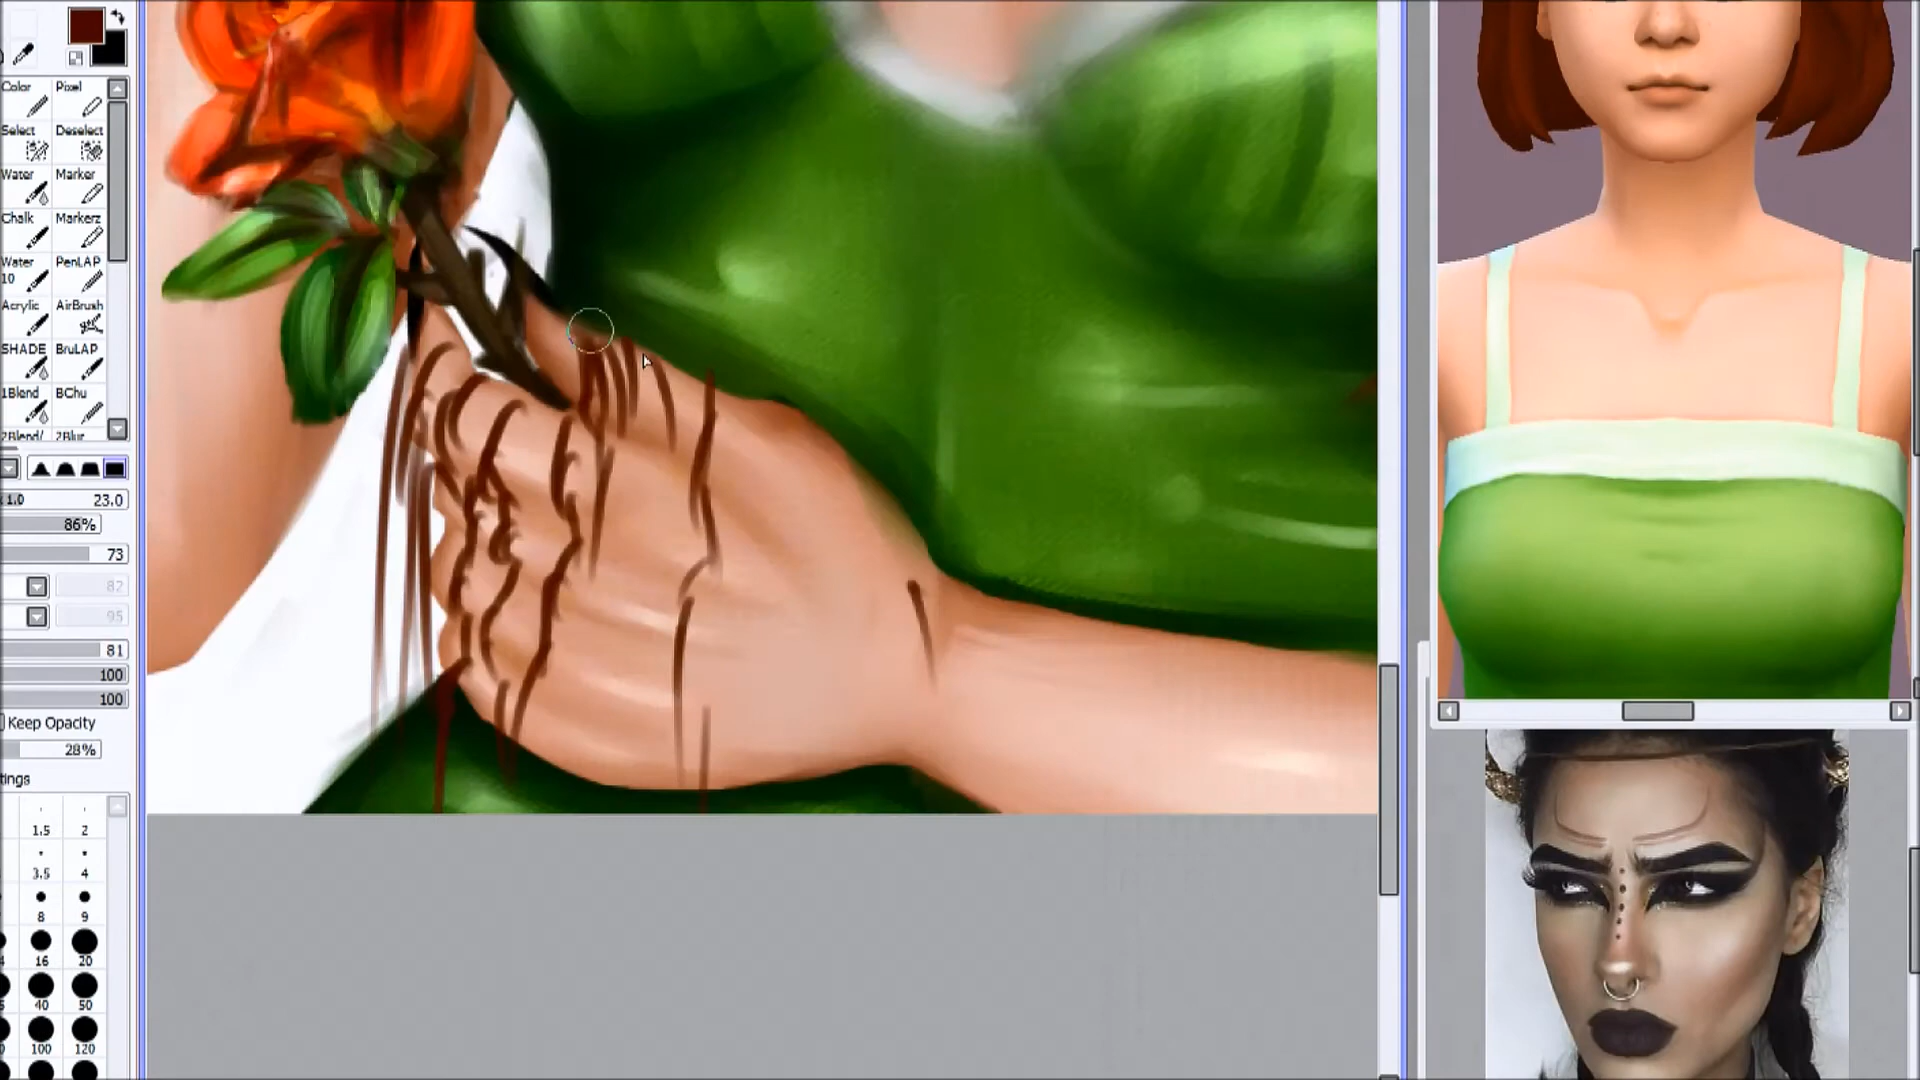 Color Pixel
Select Deselect
Water Marker
Chalk Markerz
Water PenLAP
10
Acrylic AirBrush
SHADE BruLAP
1Blend BChu
2Blend/ 2Blur
x 1.0 23.0
86%
73
82
95
81
100
100
Keep Opacity
28%
tings
1.5 2
3.5 4
8 9
16 20
40 50
100 120